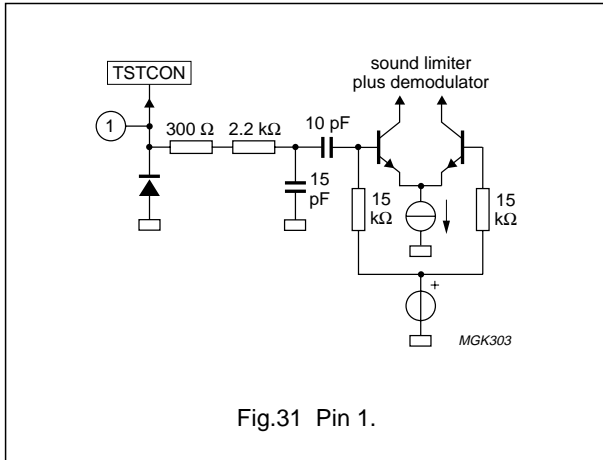 sound limiter
plus demodulator
TSTCON
1
300 Ω
2.2 kΩ
10 pF
15
pF
15
kΩ
15
kΩ
+
MGK303
Fig.31 Pin 1.